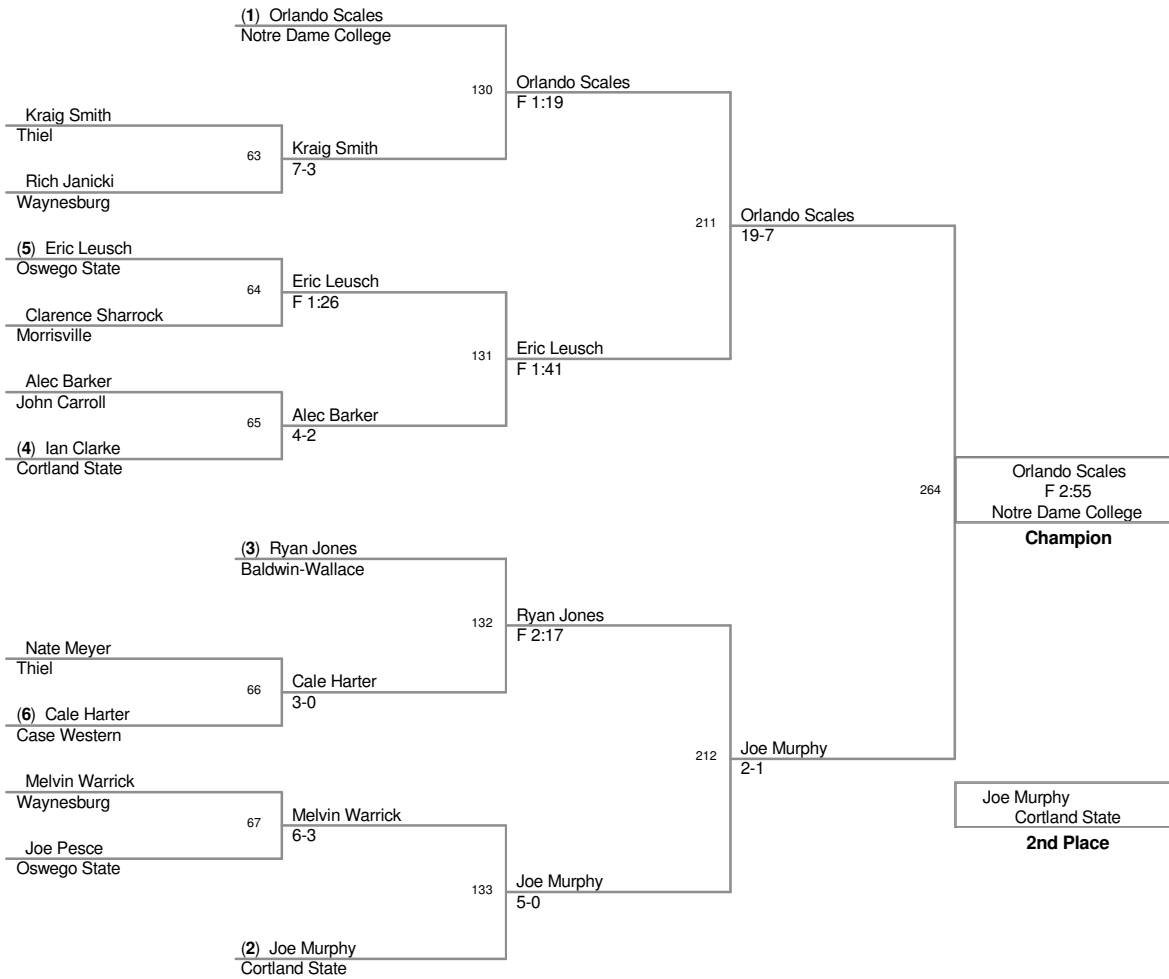 (1) Orlando Scales
Notre Dame College
130
Orlando Scales
F 1:19
Kraig Smith
Thiel
63
Kraig Smith
7-3
Rich Janicki
Waynesburg
211
Orlando Scales
19-7
(5) Eric Leusch
Oswego State
64
Eric Leusch
F 1:26
Clarence Sharrock
Morrisville
131
Eric Leusch
F 1:41
Alec Barker
John Carroll
65
Alec Barker
4-2
(4) Ian Clarke
Cortland State
264
Orlando Scales
F 2:55
Notre Dame College
Champion
(3) Ryan Jones
Baldwin-Wallace
132
Ryan Jones
F 2:17
Nate Meyer
Thiel
66
Cale Harter
3-0
(6) Cale Harter
Case Western
212
Joe Murphy
2-1
Melvin Warrick
Waynesburg
67
Melvin Warrick
6-3
Joe Pesce
Oswego State
133
Joe Murphy
5-0
(2) Joe Murphy
Cortland State
Joe Murphy
Cortland State
2nd Place